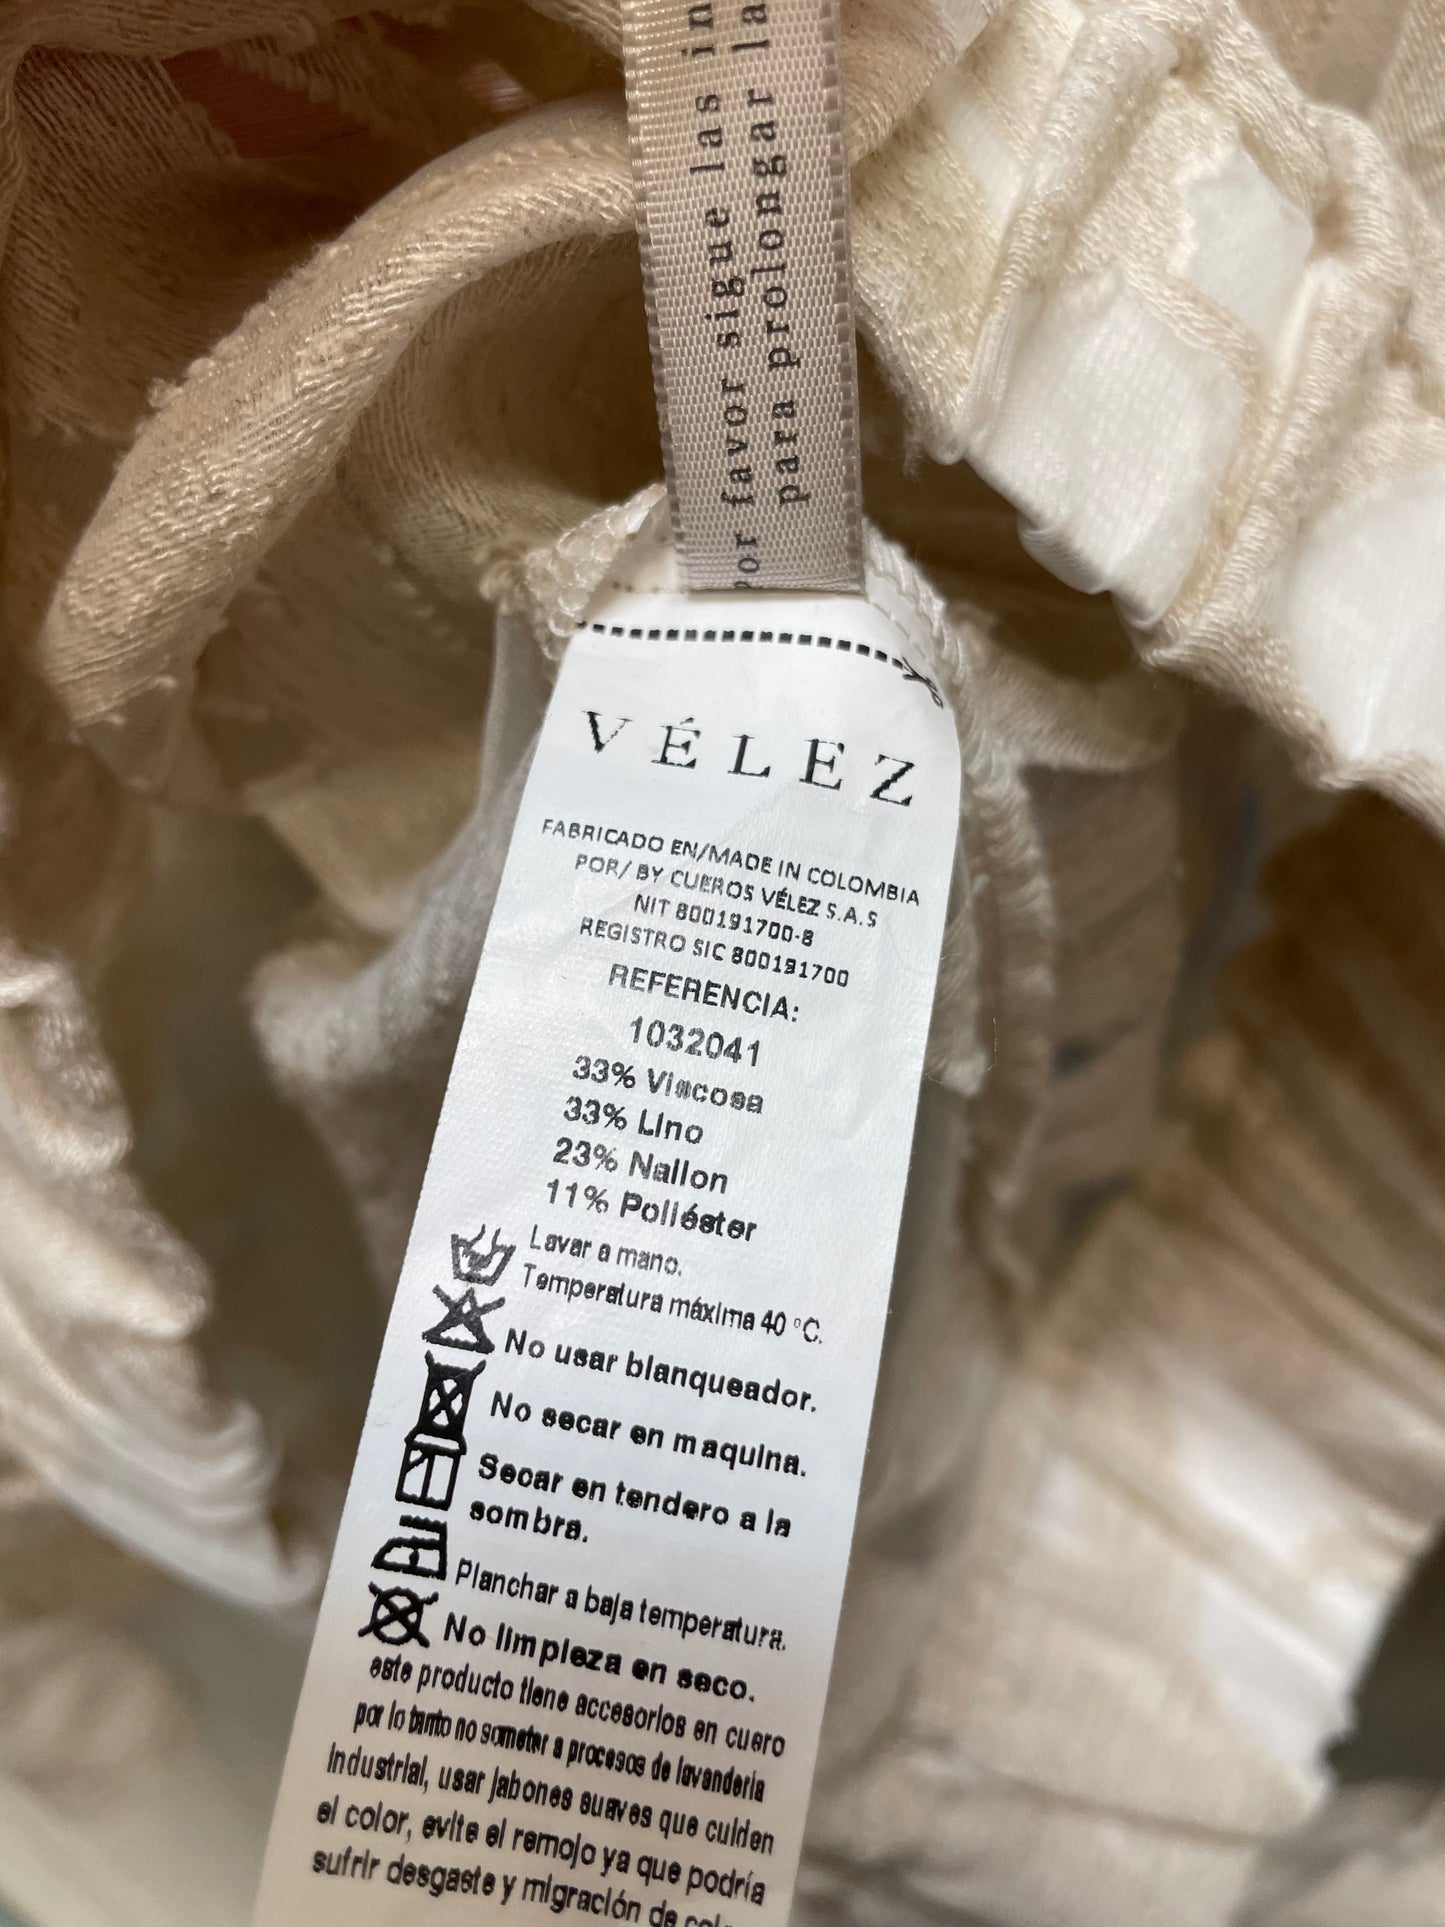 por favor sigue las in
para prolongar la
VÉLEZ
FABRICADO EN/MADE IN COLOMBIA
POR/ BY CUEROS VÉLEZ S.A.S
NIT 800191700-8
REGISTRO SIC 800191700
REFERENCIA:
1032041
33% Viscosa
33% Lino
23% Nailon
11% Poliéster
Lavar a mano.
Temperatura máxima 40 °C.
No usar blanqueador.
No secar en maquina.
Secar en tendero a la
sombra.
Planchar a baja temperatura.
No limpieza en seco.
este producto tiene accesorios en cuero
por lo tanto no someter a procesos de lavandería
industrial, usar jabones suaves que cuiden
el color, evite el remojo ya que podría
sufrir desgaste y migración de